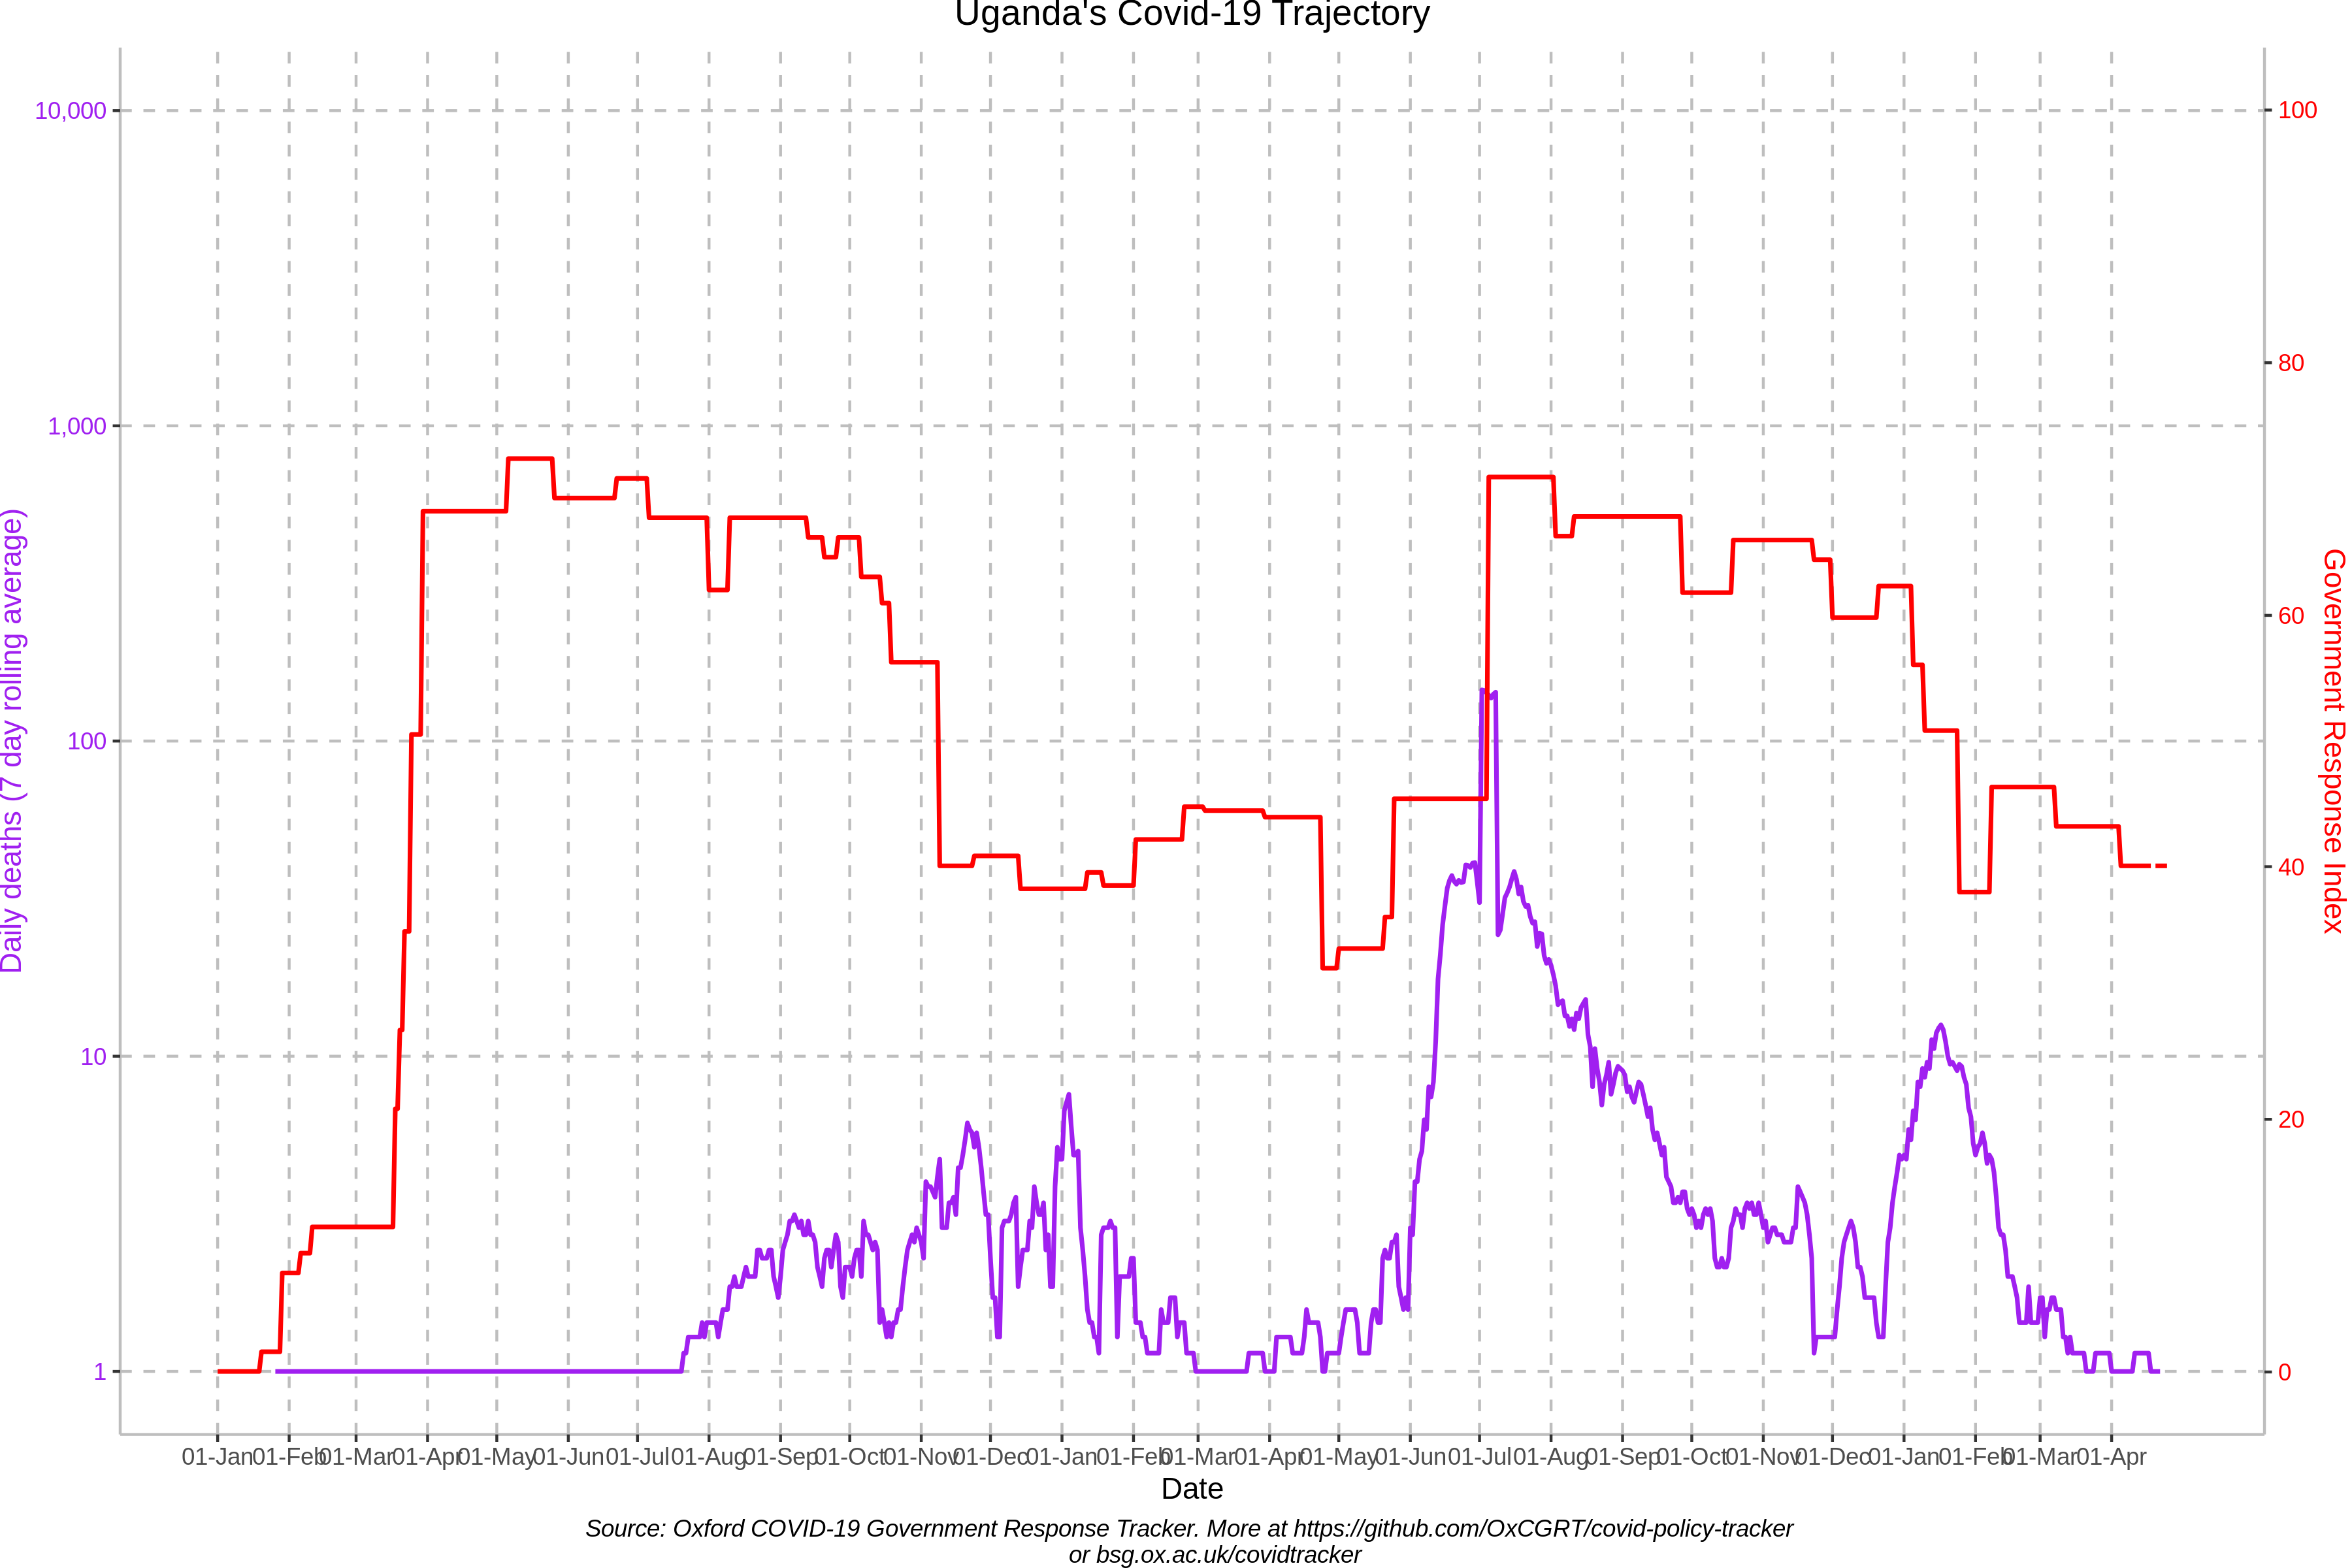 Uganda's Covid-19 Trajectory
10,000
1,000
100
10
1
Daily deaths (7 day rolling average)
100
80
60
40
20
0
Government Response Index
01-Jan 01-Feb 01-Mar 01-Apr 01-May 01-Jun 01-Jul 01-Aug 01-Sep 01-Oct 01-Nov 01-Dec 01-Jan 01-Feb 01-Mar 01-Apr 01-May 01-Jun 01-Jul 01-Aug 01-Sep 01-Oct 01-Nov 01-Dec 01-Jan 01-Feb 01-Mar 01-Apr
Date
Source: Oxford COVID-19 Government Response Tracker. More at https://github.com/OxCGRT/covid-policy-tracker
or bsg.ox.ac.uk/covidtracker